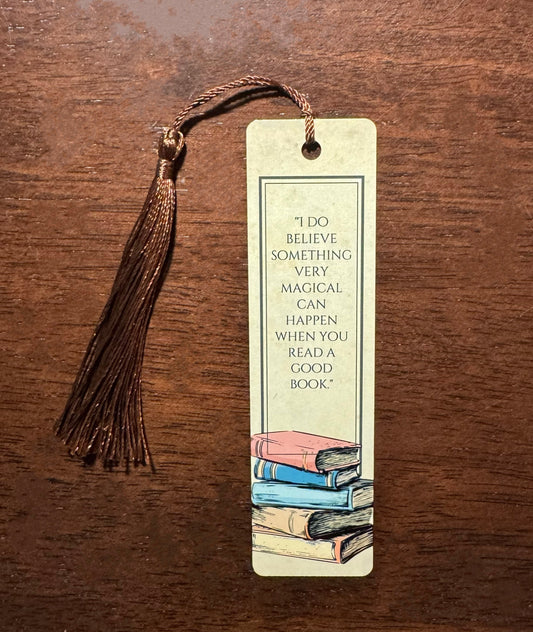 "I DO
BELIEVE
SOMETHING
VERY
MAGICAL
CAN
HAPPEN
WHEN YOU
READ A
GOOD
BOOK."